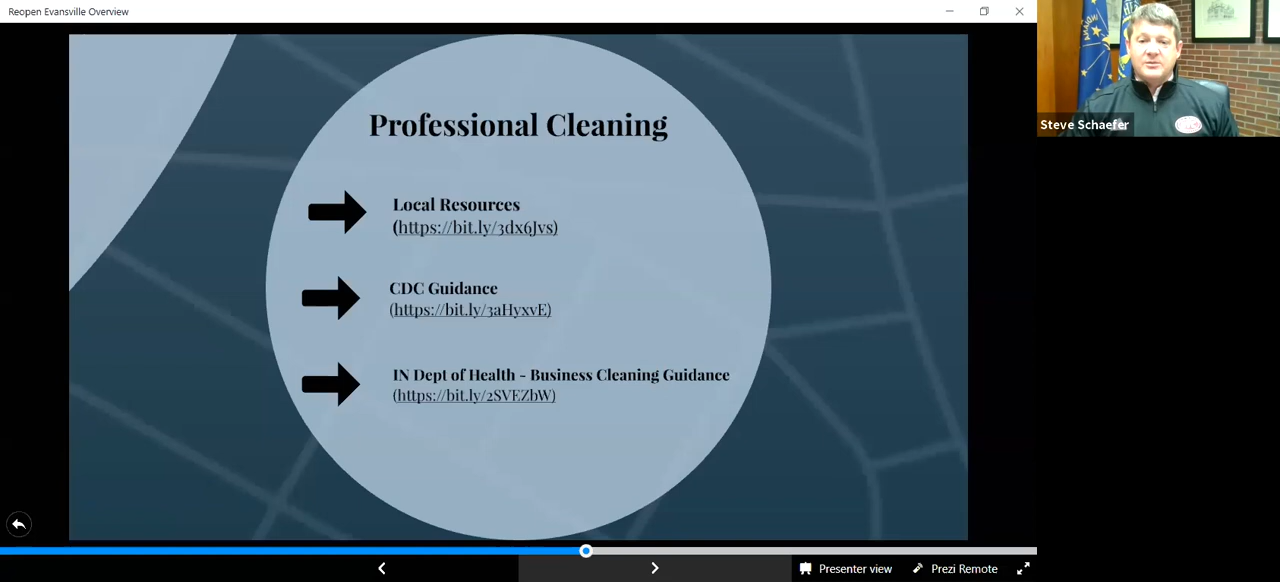 Reopen Evansville Overview
Professional Cleaning
Local Resources
(https://bit.ly/3dx6Jvs)
CDC Guidance
(https://bit.ly/3aHyxvE)
IN Dept of Health - Business Cleaning Guidance
(https://bit.ly/2SVEZbW)
Steve Schaefer
Presenter view
Prezi Remote